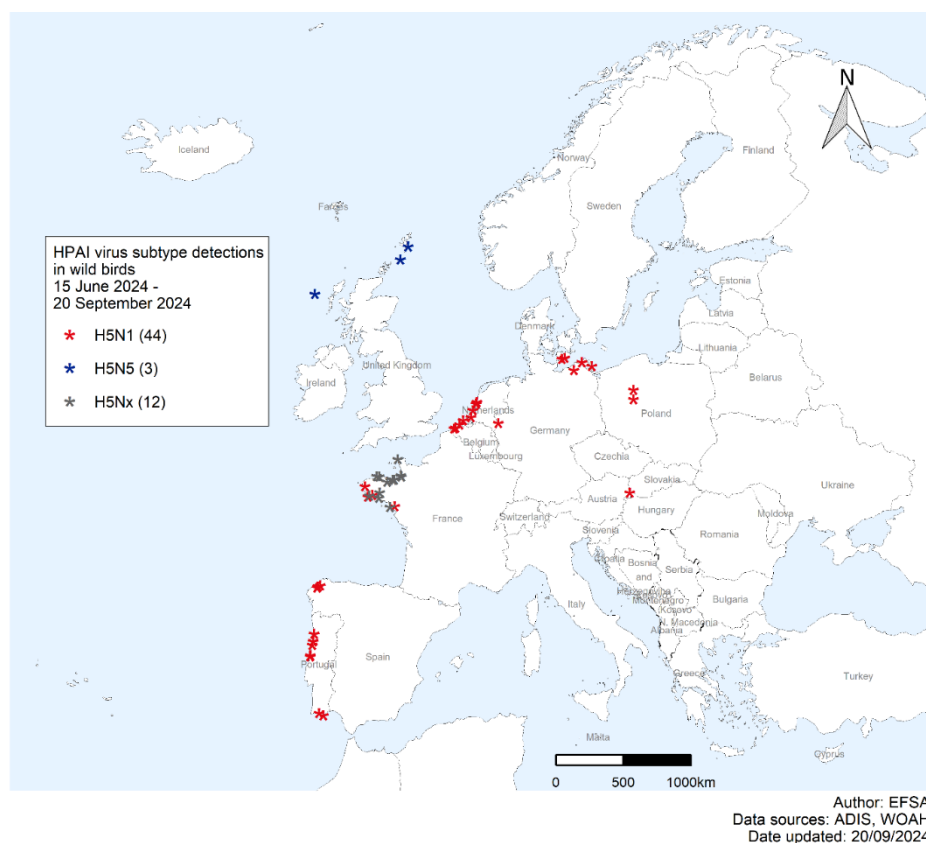 N
Iceland
Finland
Norway
Sweden
Faroes
HPAI virus subtype detections
in wild birds
15 June 2024 -
20 September 2024
H5N1 (44)
H5N5 (3)
H5Nx (12)
Estonia
Latvia
Denmark
Lithuania
United Kingdom
Ireland
Belarus
Netherlands
Poland
Germany
Belgium
Luxembourg
Czechia
Ukraine
Slovakia
Austria
Moldova
Hungary
France
Switzerland
Slovenia
Romania
Croatia
Bosnia
and
Herzegovina
Serbia
Montenegro
Kosovo
Bulgaria
Italy
N. Macedonia
Albania
Portugal
Spain
Greece
Turkey
Malta
Cyprus
0 500 1000km
Author: EFSA
Data sources: ADIS, WOAH
Date updated: 20/09/2024